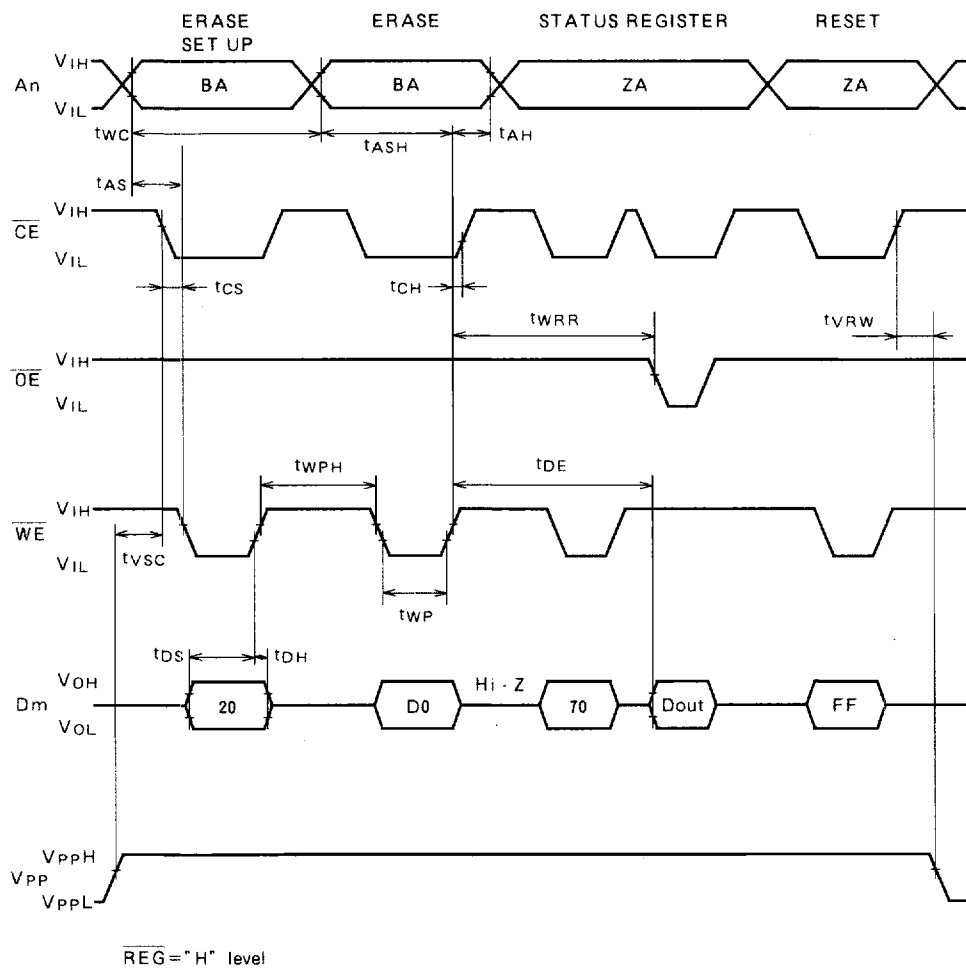 ERASE
SET UP
ERASE
STATUS REGISTER
RESET
An
VIH
VIL
BA
BA
ZA
ZA
tWC
tASH
tAH
tAS
CE
VIH
VIL
tCS
tCH
tWRR
tVRW
OE
VIH
VIL
tWPH
tDE
WE
VIH
VIL
tVSC
tWP
tDS
tDH
Dm
VOH
VOL
20
D0
Hi - Z
70
Dout
FF
VPP
VPPH
VPPL
REG="H" level